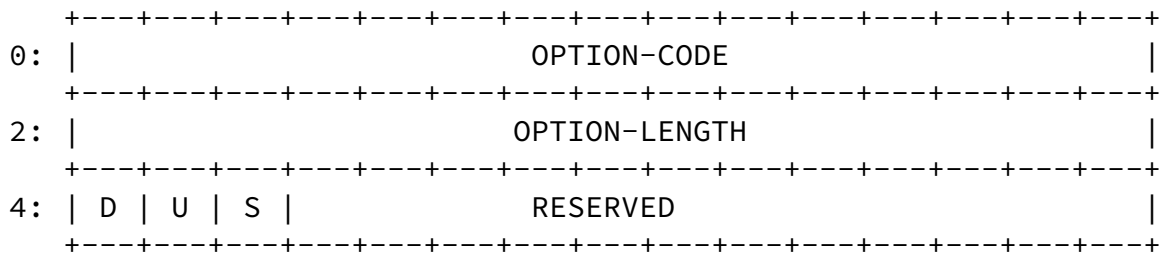 +---+---+---+---+---+---+---+---+---+---+---+---+---+---+---+
0: |                         OPTION-CODE                       |
+---+---+---+---+---+---+---+---+---+---+---+---+---+---+---+
2: |                        OPTION-LENGTH                      |
+---+---+---+---+---+---+---+---+---+---+---+---+---+---+---+
4: | D | U | S |             RESERVED                          |
+---+---+---+---+---+---+---+---+---+---+---+---+---+---+---+